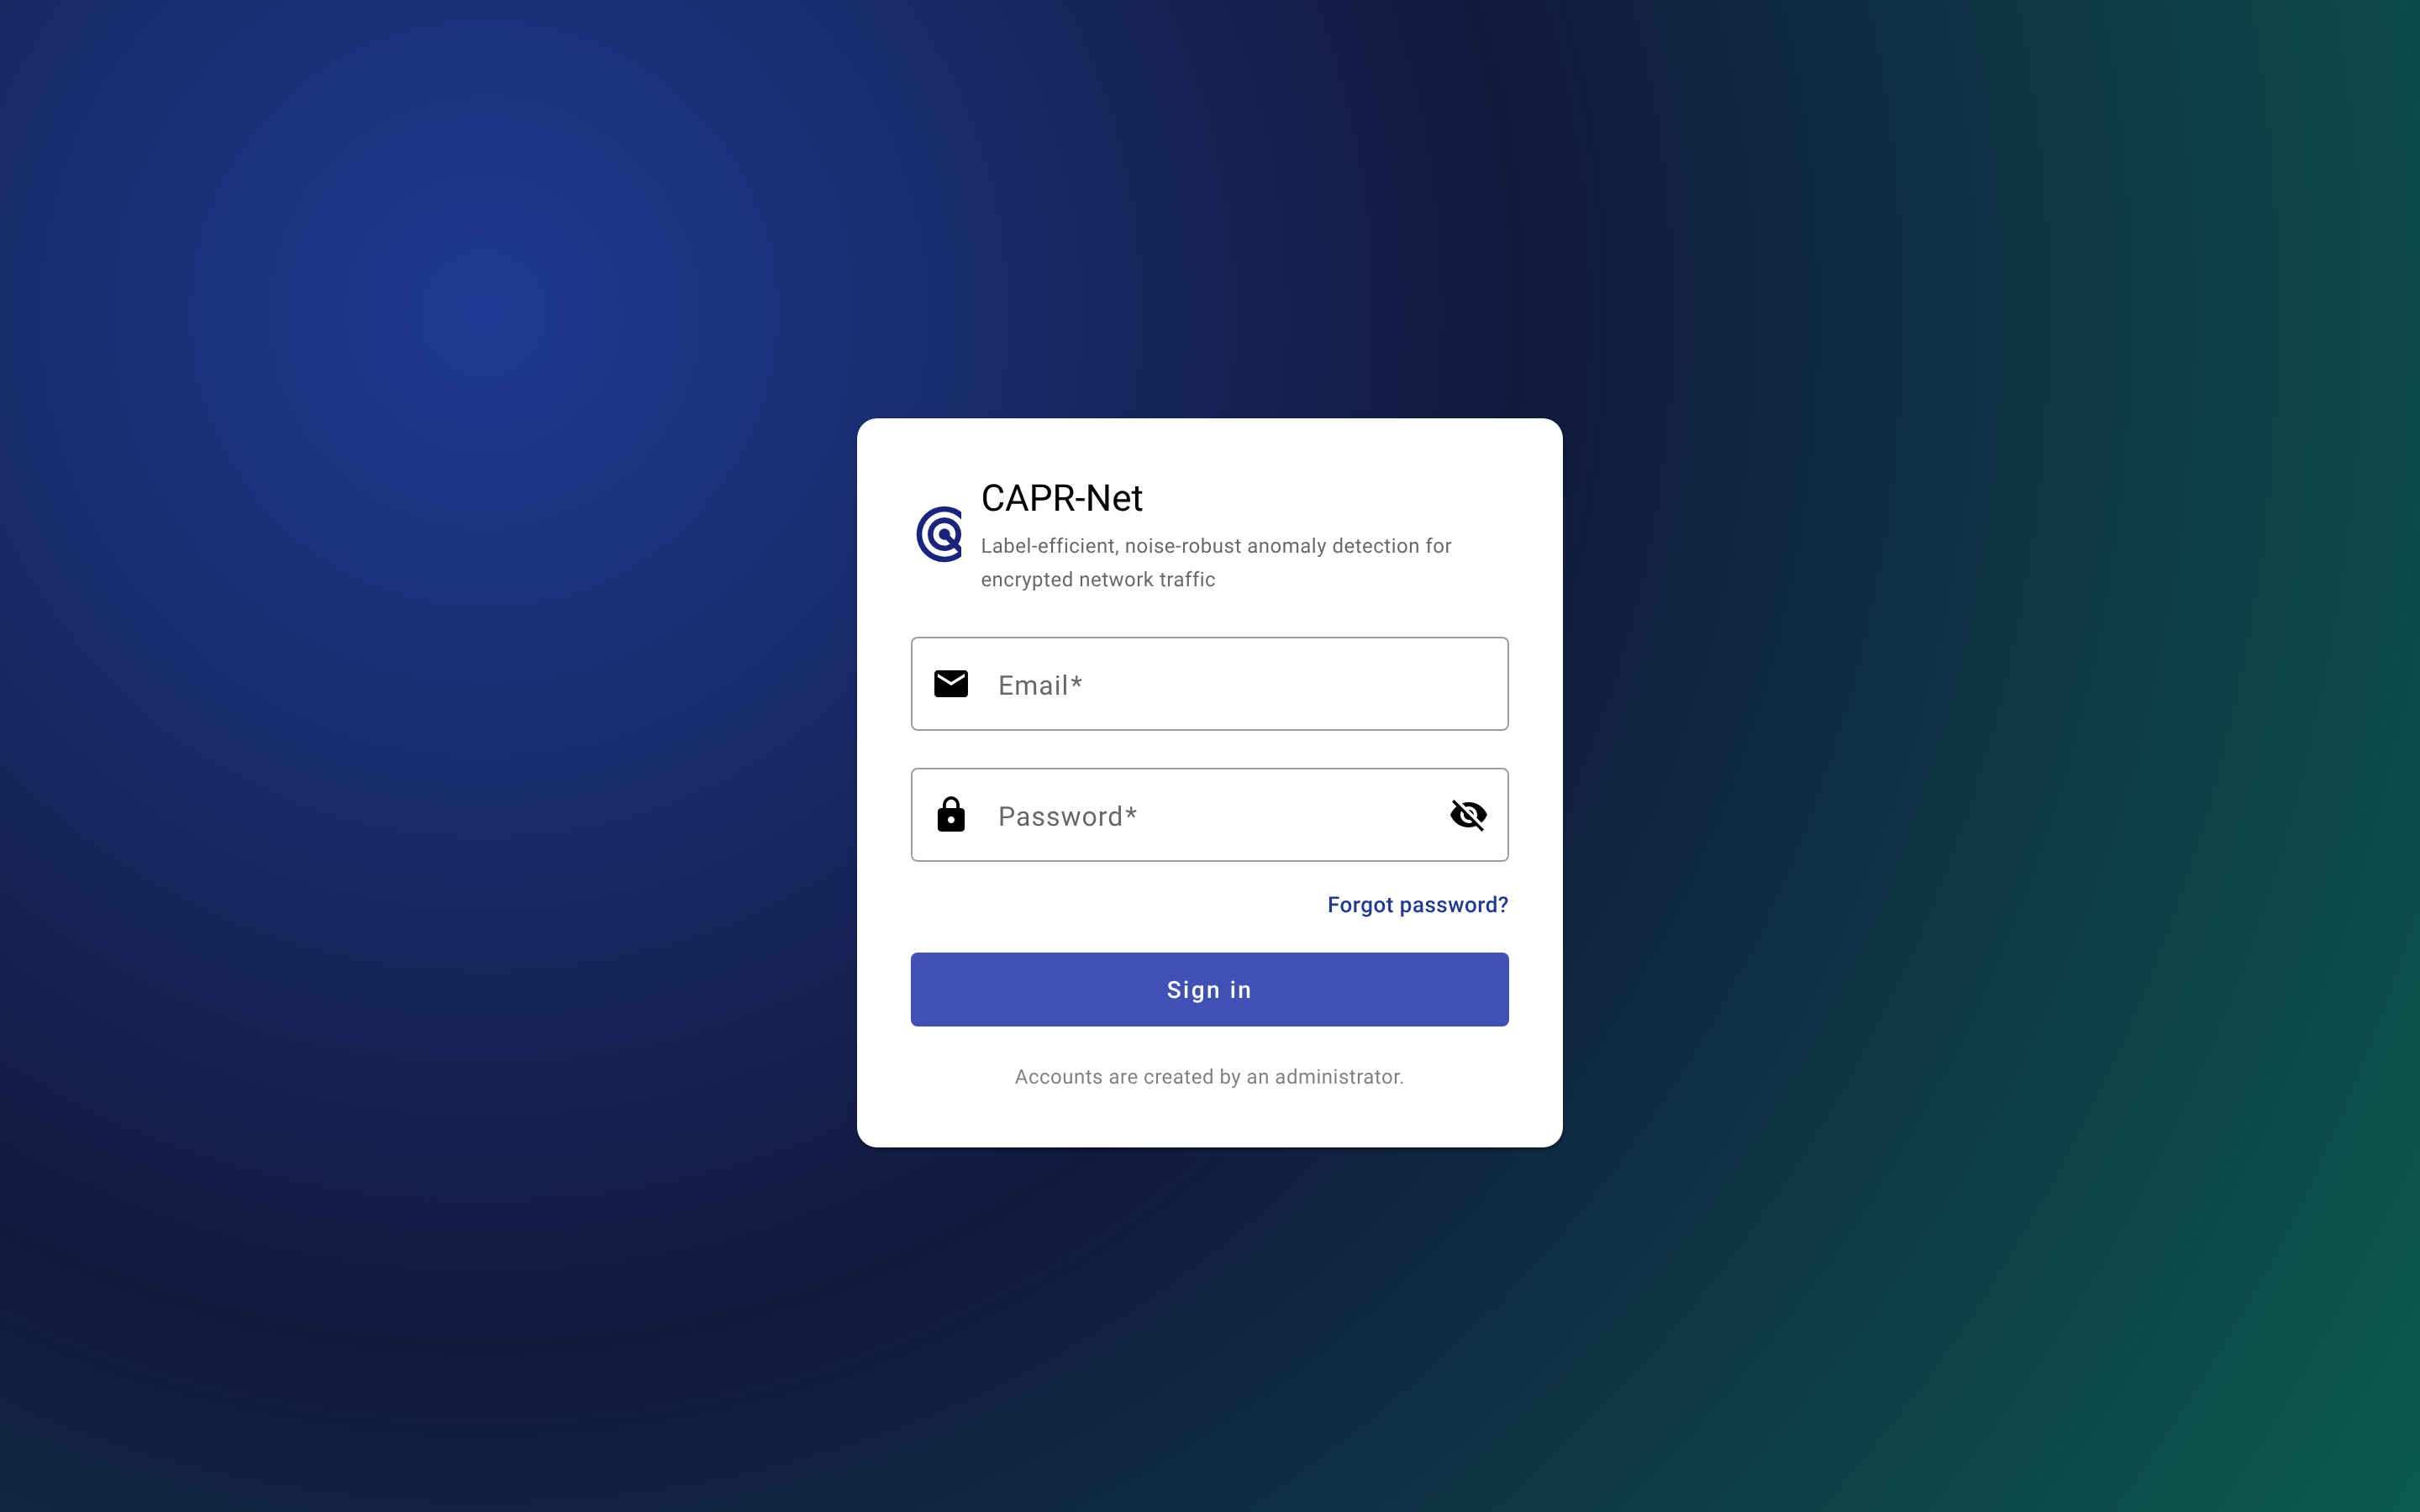 CAPR-Net
Label-efficient, noise-robust anomaly detection for
encrypted network traffic
Email*
Password*
Forgot password?
Sign in
Accounts are created by an administrator.